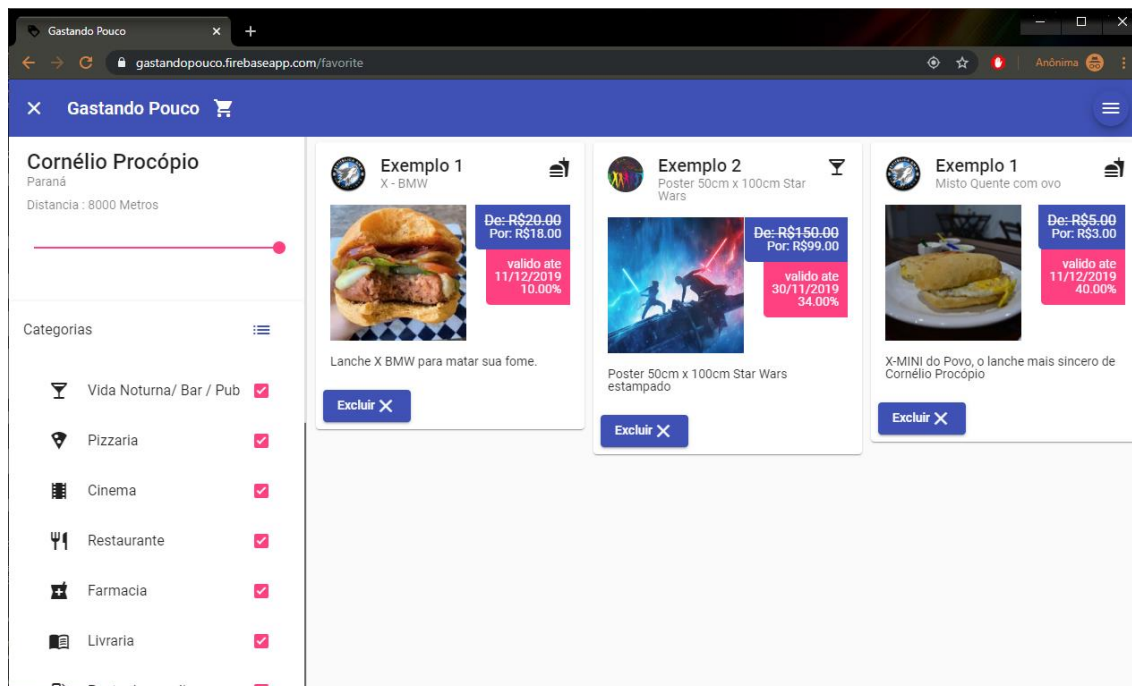 Gastando Pouco
gastandopouco.firebaseapp.com/favorite
Anônima
Gastando Pouco
Cornélio Procópio
Paraná
Distancia : 8000 Metros
Categorias
Vida Noturna/ Bar / Pub
Pizzaria
Cinema
Restaurante
Farmacia
Livraria
Exemplo 1
X - BMW
De: R$20.00
Por: R$18.00
valido ate
11/12/2019
10.00%
Lanche X BMW para matar sua fome.
Excluir
Exemplo 2
Poster 50cm x 100cm Star
Wars
De: R$150.00
Por: R$99.00
valido ate
30/11/2019
34.00%
Poster 50cm x 100cm Star Wars
estampado
Excluir
Exemplo 1
Misto Quente com ovo
De: R$5.00
Por: R$3.00
valido ate
11/12/2019
40.00%
X-MINI do Povo, o lanche mais sincero de
Cornélio Procópio
Excluir